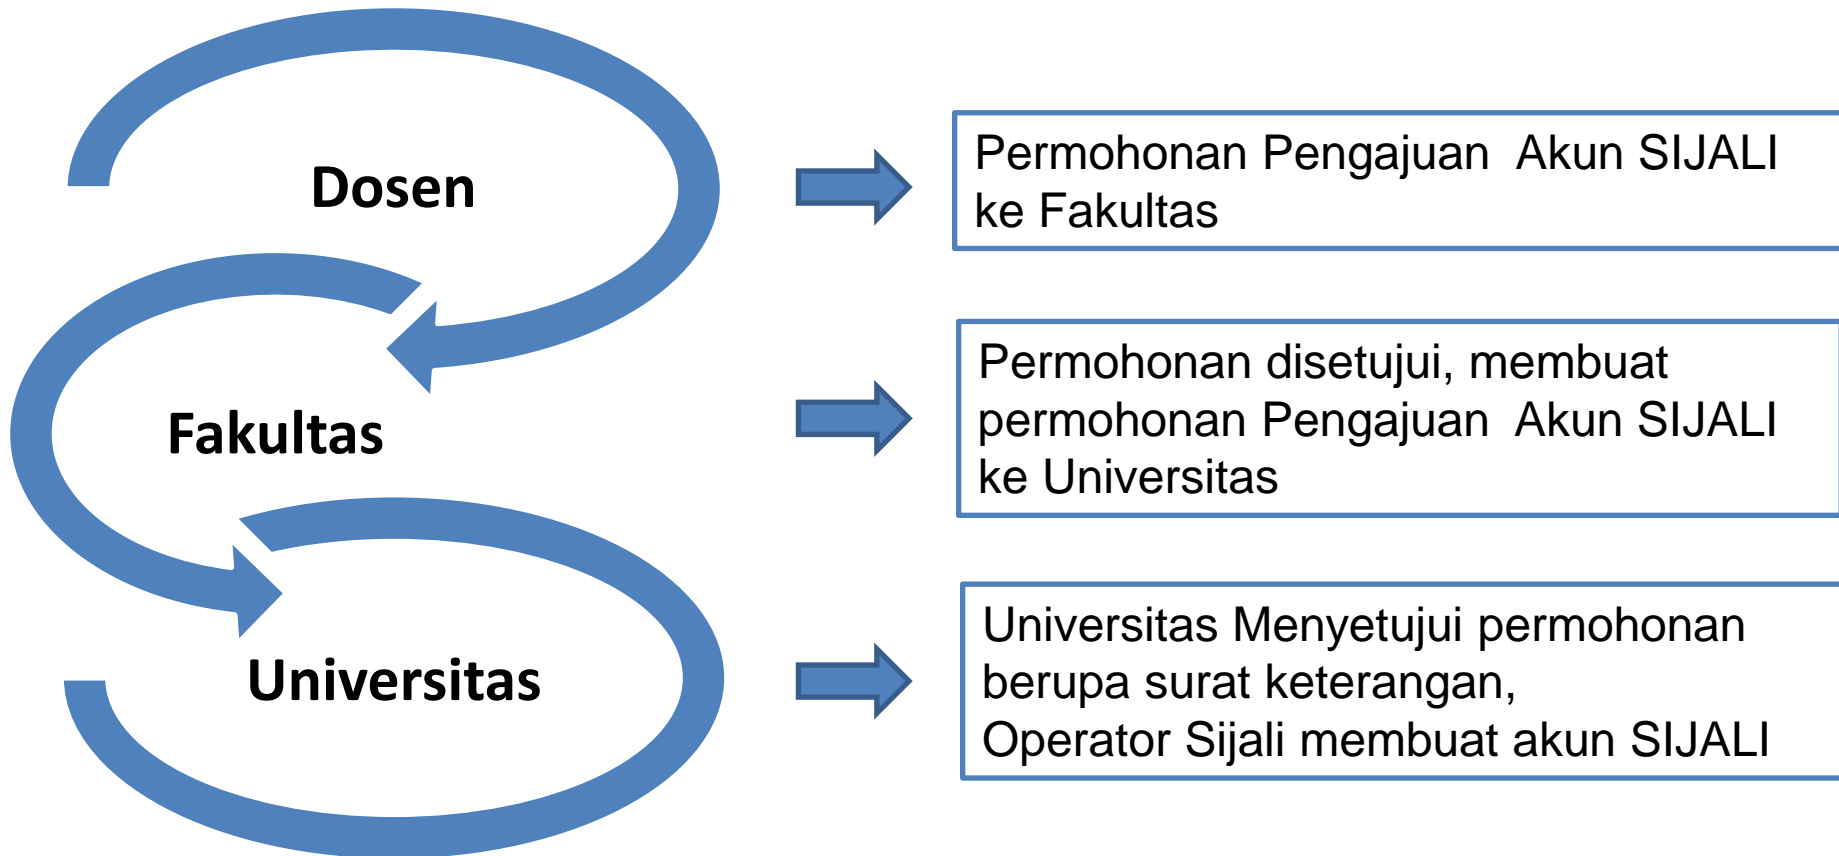 Dosen
Permohonan Pengajuan  Akun SIJALI
ke Fakultas
Fakultas
Permohonan disetujui, membuat
permohonan Pengajuan  Akun SIJALI
ke Universitas
Universitas
Universitas Menyetujui permohonan
berupa surat keterangan,
Operator Sijali membuat akun SIJALI